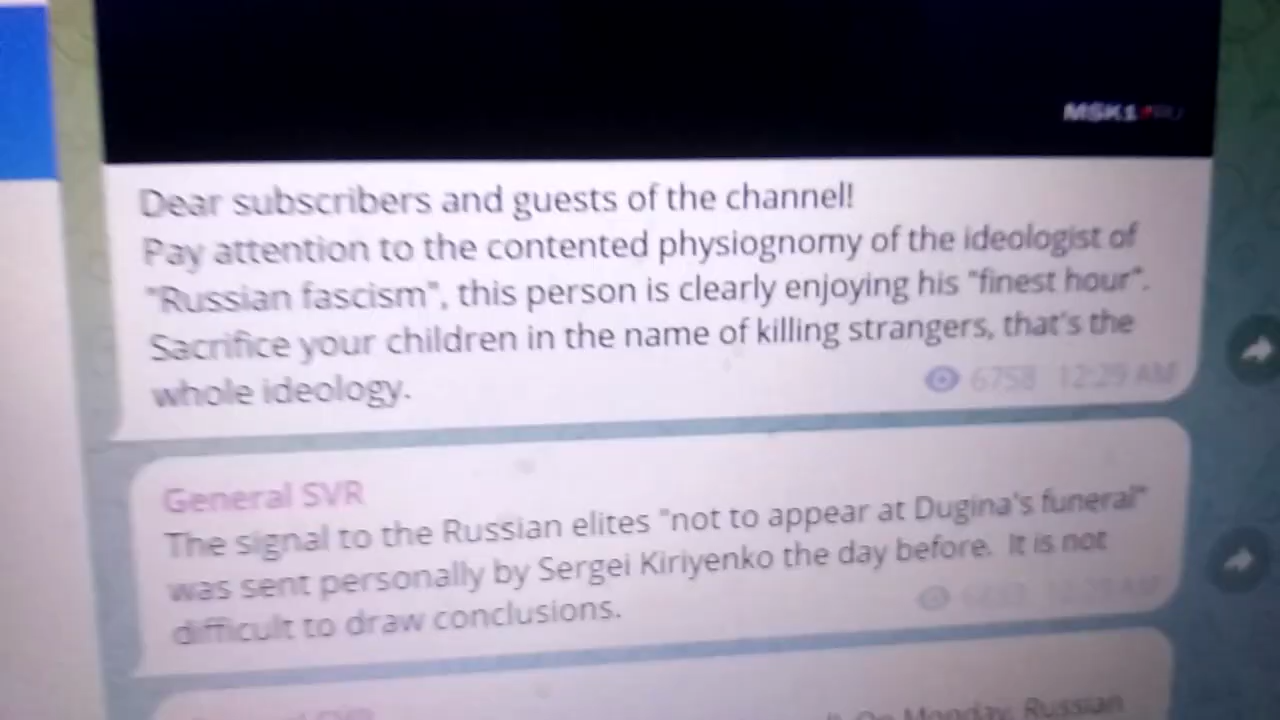 MSK1.RU
Dear subscribers and guests of the channel!
Pay attention to the contented physiognomy of the ideologist of
"Russian fascism", this person is clearly enjoying his "finest hour".
Sacrifice your children in the name of killing strangers, that's the
whole ideology.
6758 12:29 AM
General SVR
The signal to the Russian elites "not to appear at Dugina's funeral"
was sent personally by Sergei Kiriyenko the day before. It is not
difficult to draw conclusions.
On Monday, Russian